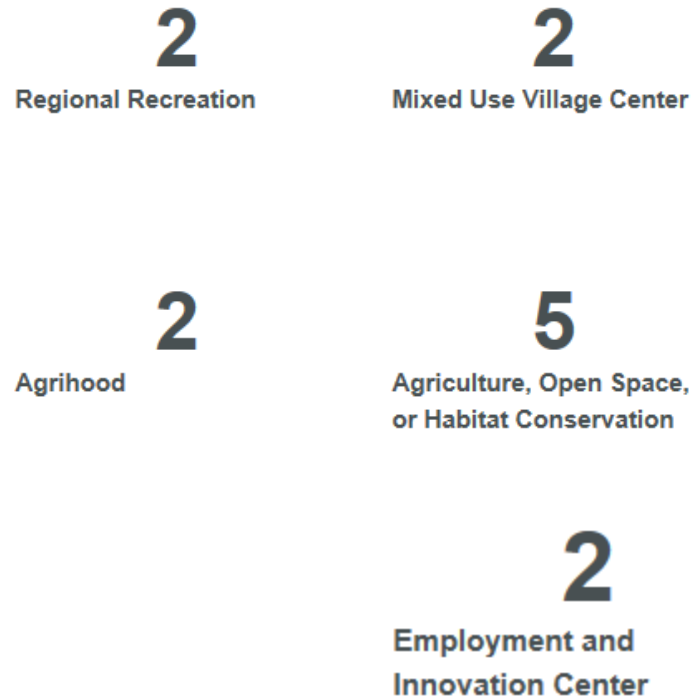 2
Regional Recreation
2
Mixed Use Village Center
2
Agrihood
5
Agriculture, Open Space,
or Habitat Conservation
2
Employment and
Innovation Center